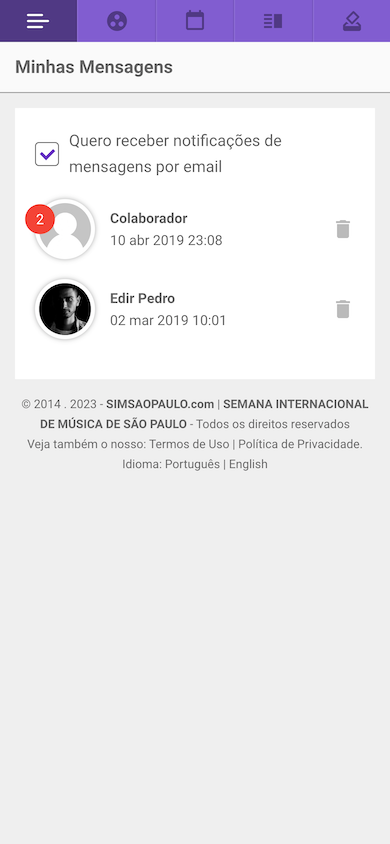 Minhas Mensagens
Quero receber notificações de
mensagens por email
2
Colaborador
10 abr 2019 23:08
Edir Pedro
02 mar 2019 10:01
© 2014 . 2023 - SIMSAOPAULO.com | SEMANA INTERNACIONAL
DE MÚSICA DE SÃO PAULO - Todos os direitos reservados
Veja também o nosso: Termos de Uso | Política de Privacidade.
Idioma: Português | English